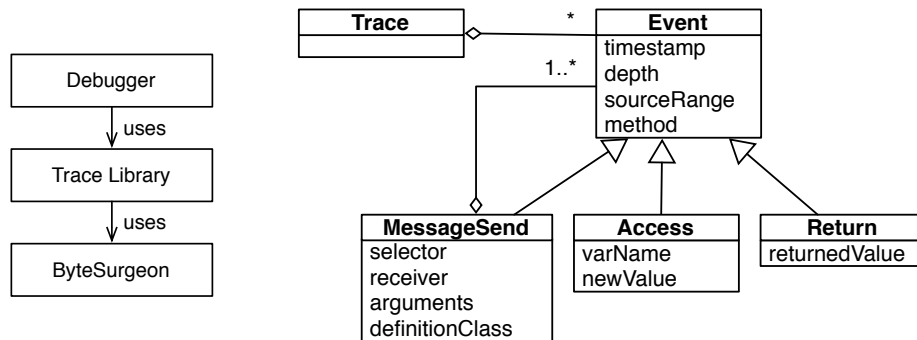 Debugger
uses
Trace Library
uses
ByteSurgeon
Trace
*
1..*
Event
timestamp
depth
sourceRange
method
MessageSend
selector
receiver
arguments
definitionClass
Access
varName
newValue
Return
returnedValue